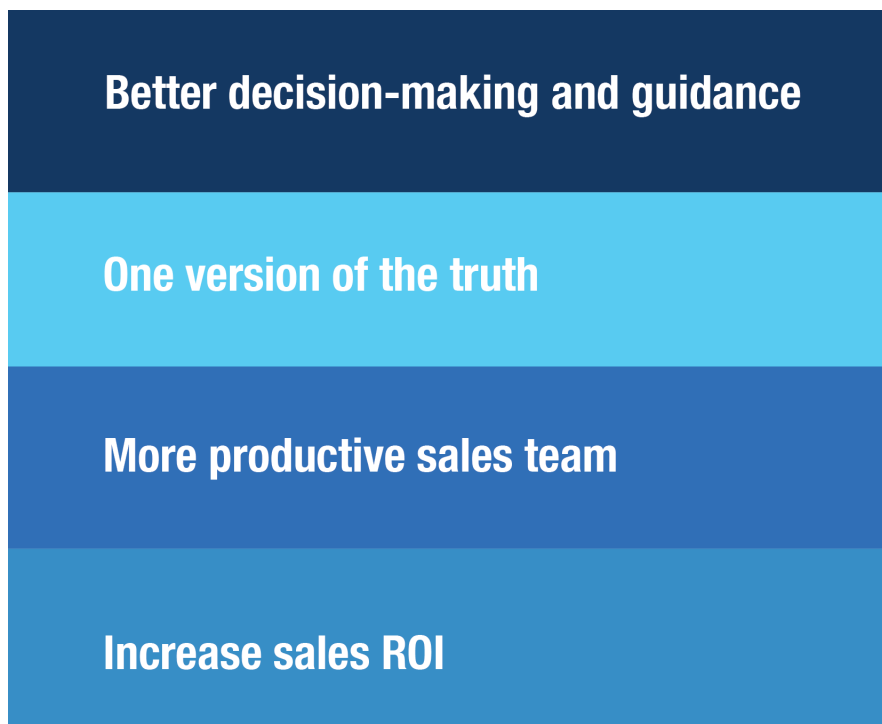 Better decision-making and guidance
One version of the truth
More productive sales team
Increase sales ROI